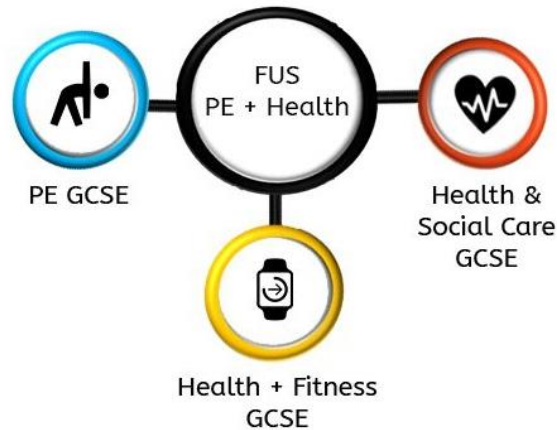 FUS
PE + Health
PE GCSE
Health &
Social Care
GCSE
Health + Fitness
GCSE